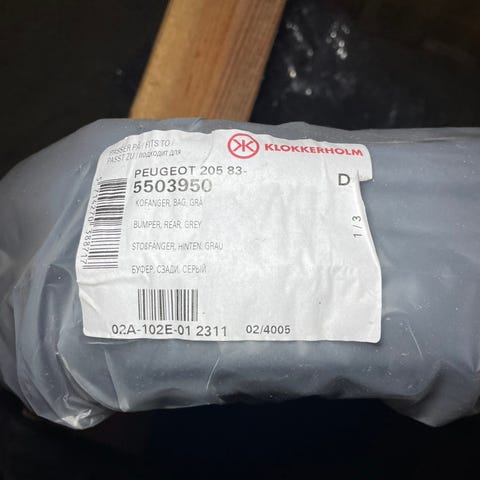 PASSER PÅ / FITS TO /
PASST ZU / подходит для
KLOKKERHOLM
PEUGEOT 205 83-
5503950
D
KOFANGER, BAG, GRÅ
BUMPER, REAR, GREY
STOßFÄNGER, HINTEN, GRAU
БУФЕР, СЗАДИ, СЕРЫЙ
1 / 3
02A-102E-01 2311
02/4005